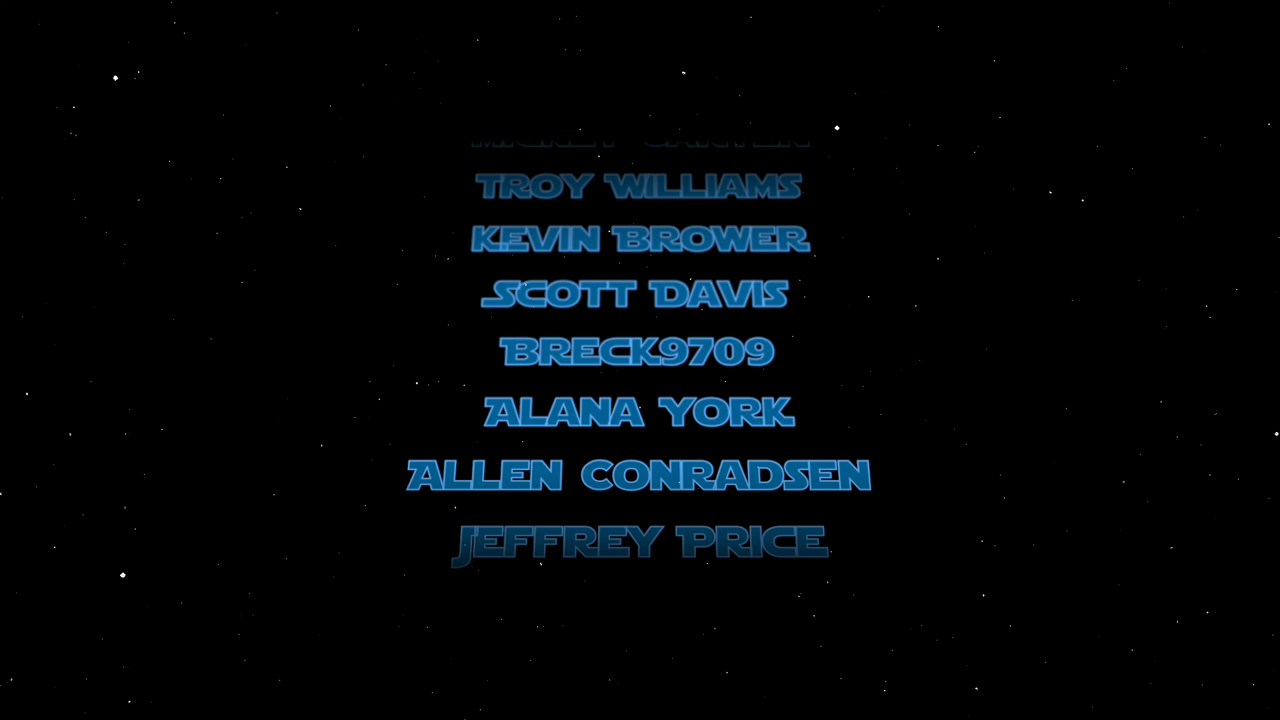 Troy Williams
Kevin Brower
Scott Davis
Breck9709
Alana York
Allen Conradsen
Jeffrey Price